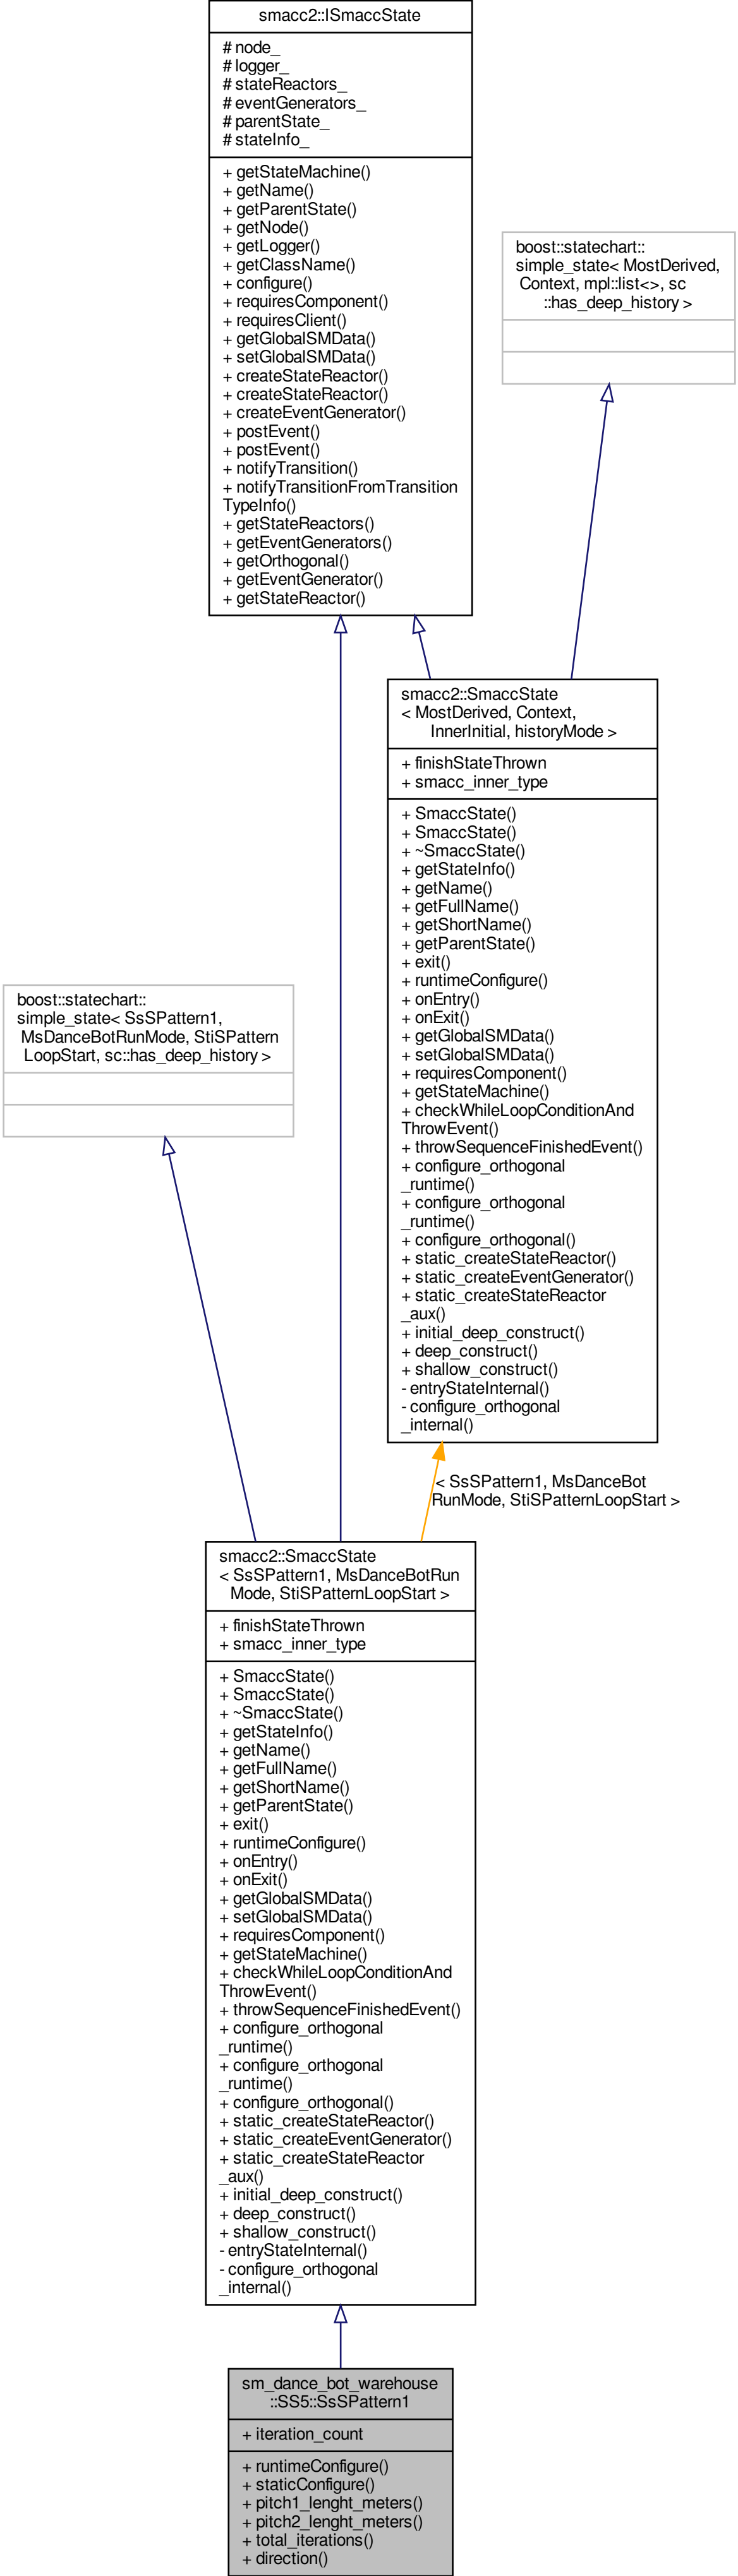 smacc2::ISmaccState
# node_
# logger_
# stateReactors_
# eventGenerators_
# parentState_
# stateInfo_
+ getStateMachine()
+ getName()
+ getParentState()
+ getNode()
+ getLogger()
+ getClassName()
+ configure()
+ requiresComponent()
+ requiresClient()
+ getGlobalSMData()
+ setGlobalSMData()
+ createStateReactor()
+ createStateReactor()
+ createEventGenerator()
+ postEvent()
+ postEvent()
+ notifyTransition()
+ notifyTransitionFromTransition
TypeInfo()
+ getStateReactors()
+ getEventGenerators()
+ getOrthogonal()
+ getEventGenerator()
+ getStateReactor()
boost::statechart::
simple_state< MostDerived,
Context, mpl::list<>, sc
::has_deep_history >
smacc2::SmaccState
< MostDerived, Context,
InnerInitial, historyMode >
+ finishStateThrown
+ smacc_inner_type
+ SmaccState()
+ SmaccState()
+ ~SmaccState()
+ getStateInfo()
+ getName()
+ getFullName()
+ getShortName()
+ getParentState()
+ exit()
+ runtimeConfigure()
+ onEntry()
+ onExit()
+ getGlobalSMData()
+ setGlobalSMData()
+ requiresComponent()
+ getStateMachine()
+ checkWhileLoopConditionAnd
ThrowEvent()
+ throwSequenceFinishedEvent()
+ configure_orthogonal
_runtime()
+ configure_orthogonal
_runtime()
+ configure_orthogonal()
+ static_createStateReactor()
+ static_createEventGenerator()
+ static_createStateReactor
_aux()
+ initial_deep_construct()
+ deep_construct()
+ shallow_construct()
- entryStateInternal()
- configure_orthogonal
_internal()
boost::statechart::
simple_state< SsSPattern1,
MsDanceBotRunMode, StiSPattern
LoopStart, sc::has_deep_history >
< SsSPattern1, MsDanceBot
RunMode, StiSPatternLoopStart >
smacc2::SmaccState
< SsSPattern1, MsDanceBotRun
Mode, StiSPatternLoopStart >
+ finishStateThrown
+ smacc_inner_type
+ SmaccState()
+ SmaccState()
+ ~SmaccState()
+ getStateInfo()
+ getName()
+ getFullName()
+ getShortName()
+ getParentState()
+ exit()
+ runtimeConfigure()
+ onEntry()
+ onExit()
+ getGlobalSMData()
+ setGlobalSMData()
+ requiresComponent()
+ getStateMachine()
+ checkWhileLoopConditionAnd
ThrowEvent()
+ throwSequenceFinishedEvent()
+ configure_orthogonal
_runtime()
+ configure_orthogonal
_runtime()
+ configure_orthogonal()
+ static_createStateReactor()
+ static_createEventGenerator()
+ static_createStateReactor
_aux()
+ initial_deep_construct()
+ deep_construct()
+ shallow_construct()
- entryStateInternal()
- configure_orthogonal
_internal()
sm_dance_bot_warehouse
::SS5::SsSPattern1
+ iteration_count
+ runtimeConfigure()
+ staticConfigure()
+ pitch1_lenght_meters()
+ pitch2_lenght_meters()
+ total_iterations()
+ direction()